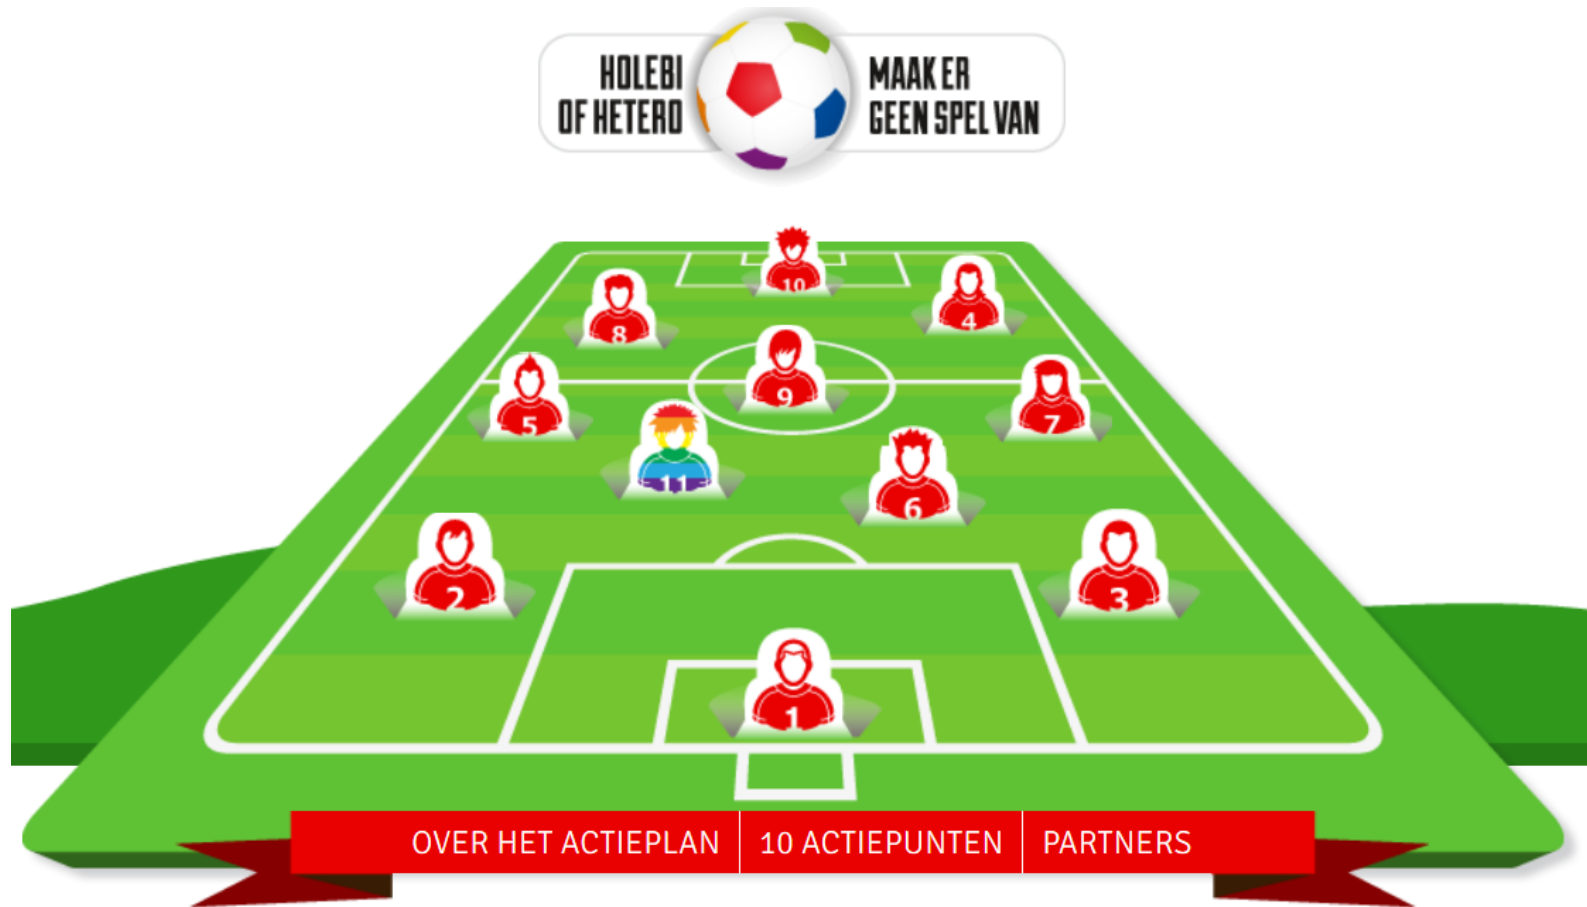 HOLEBI
OF HETERO
MAAK ER
GEEN SPEL VAN
10
8
4
9
5
7
11
6
2
3
1
OVER HET ACTIEPLAN
10 ACTIEPUNTEN
PARTNERS